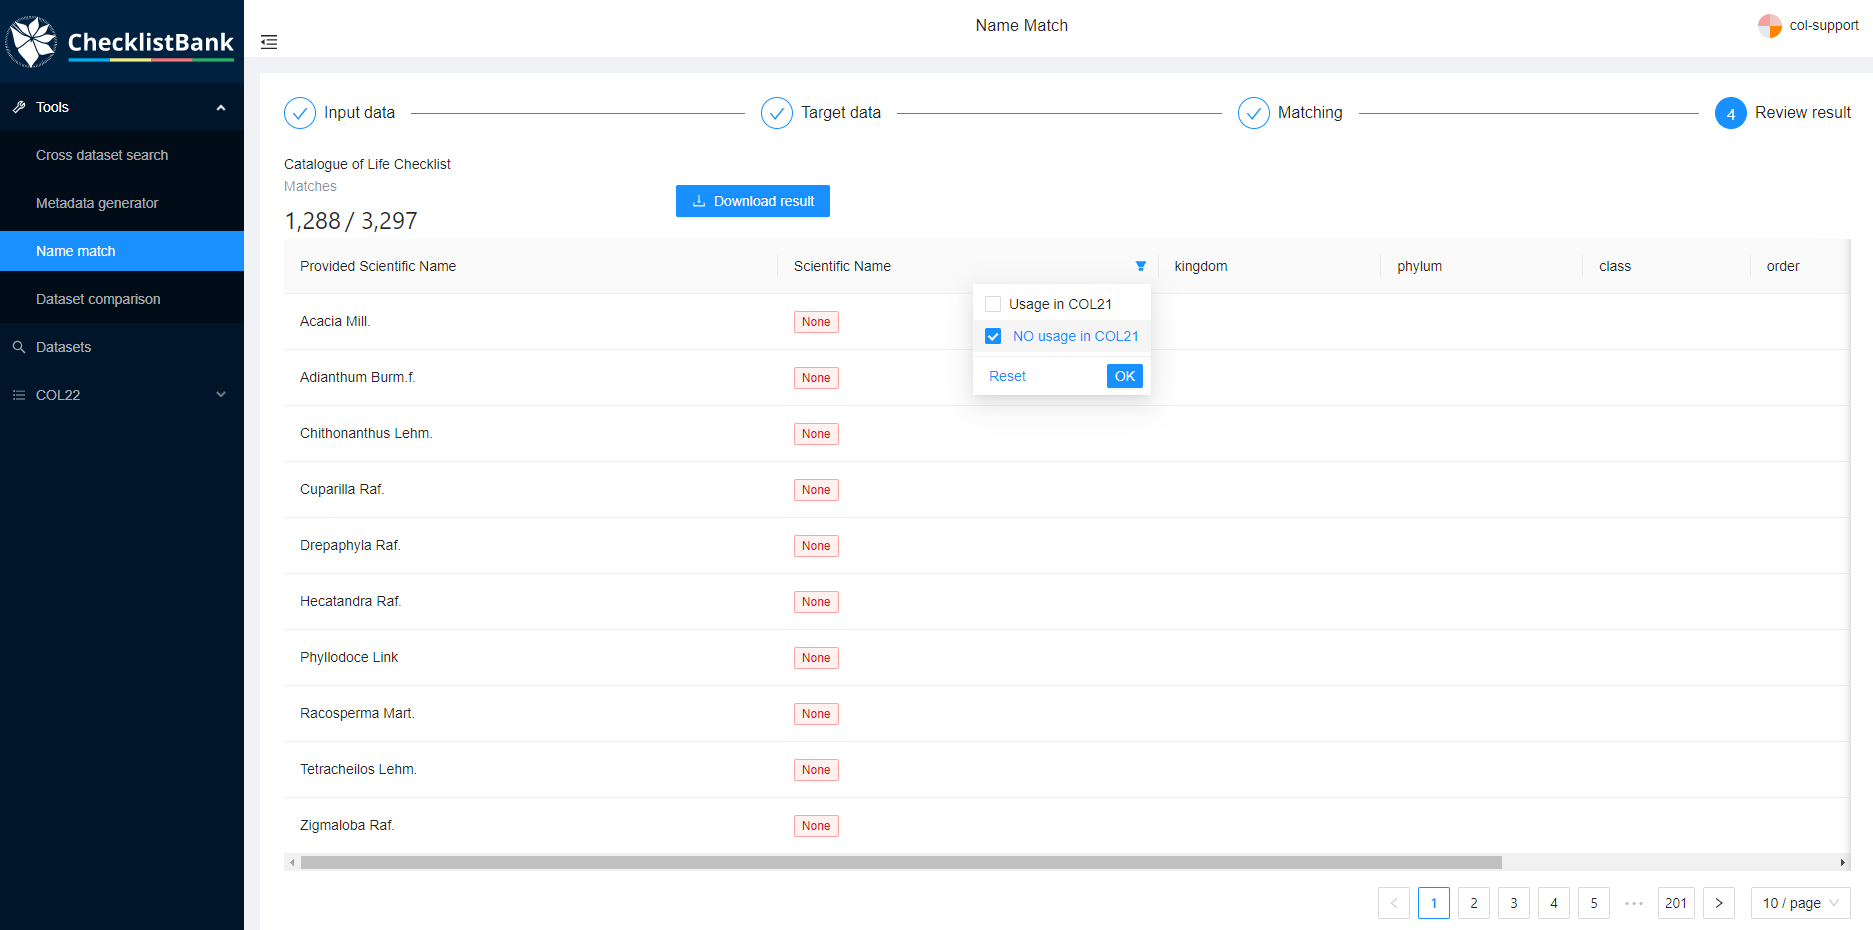 ChecklistBank
Name Match
col-support
Tools
Cross dataset search
Metadata generator
Name match
Dataset comparison
Datasets
COL22
Input data
Target data
Matching
4 Review result
Catalogue of Life Checklist
Matches
1,288 / 3,297
Download result
Provided Scientific Name Scientific Name kingdom phylum class order
Usage in COL21
NO usage in COL21
Reset OK
Acacia Mill. None
Adianthum Burm.f. None
Chithonanthus Lehm. None
Cuparilla Raf. None
Drepaphyla Raf. None
Hecatandra Raf. None
Phyllodoce Link None
Racosperma Mart. None
Tetracheilos Lehm. None
Zigmaloba Raf. None
< 1 2 3 4 5 ••• 201 > 10 / page